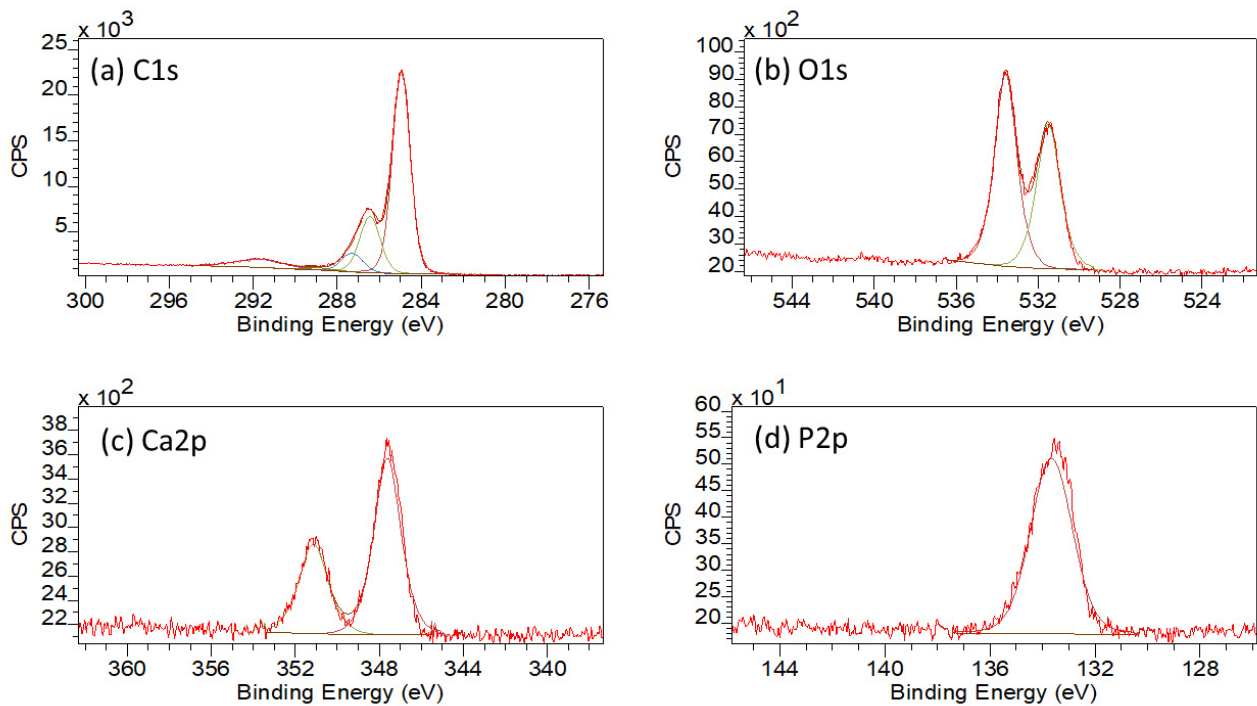 x 10³
(a) C1s
CPS
25
20
15
10
5
300 296 292 288 284 280 276
Binding Energy (eV)
x 10²
(b) O1s
CPS
100
90
80
70
60
50
40
30
20
544 540 536 532 528 524
Binding Energy (eV)
x 10²
(c) Ca2p
CPS
38
36
34
32
30
28
26
24
22
360 356 352 348 344 340
Binding Energy (eV)
x 10¹
(d) P2p
CPS
60
50
40
30
20
144 140 136 132 128
Binding Energy (eV)